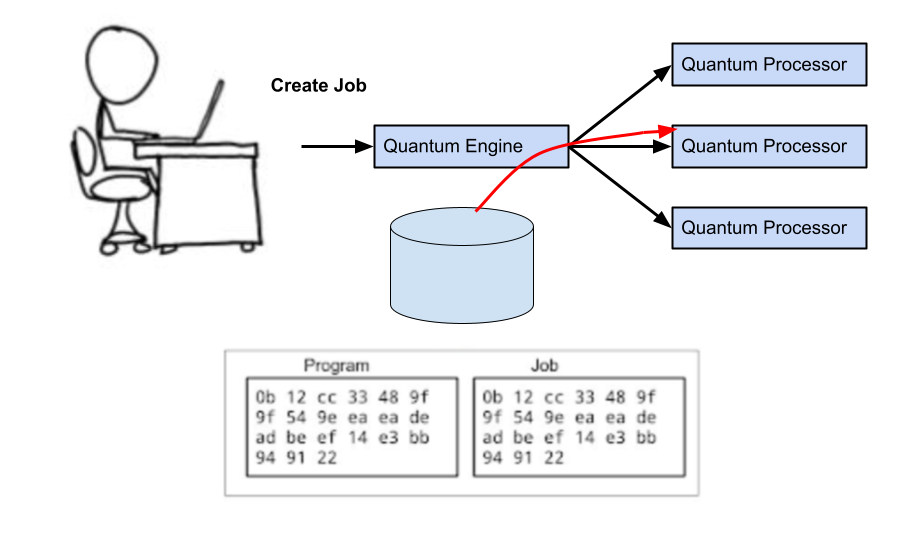 Create Job
Quantum Engine
Quantum Processor
Quantum Processor
Quantum Processor
Program
0b 12 cc 33 48 9f
9f 54 9e ea ea de
ad be ef 14 e3 bb
94 91 22
Job
0b 12 cc 33 48 9f
9f 54 9e ea ea de
ad be ef 14 e3 bb
94 91 22